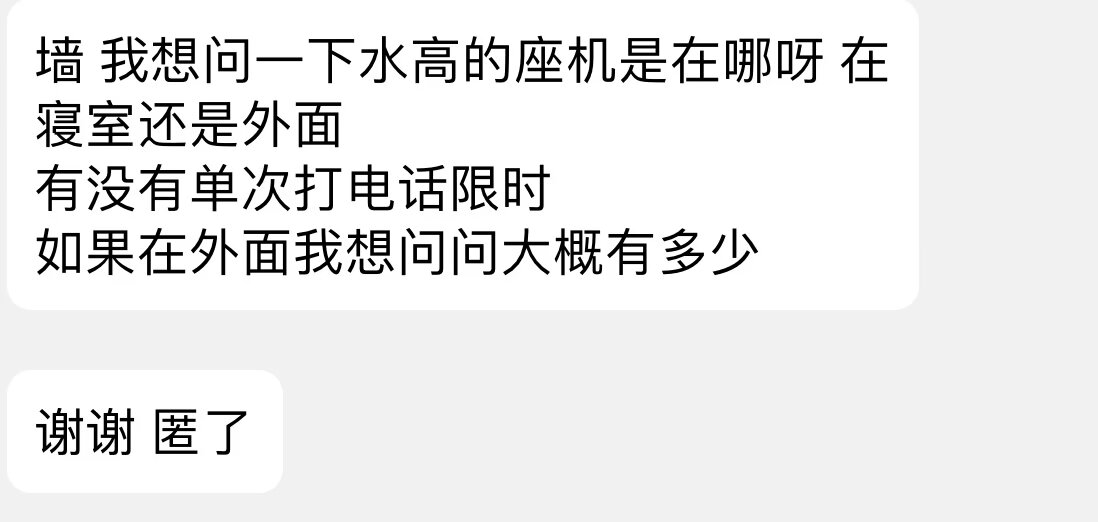 墙 我想问一下水高的座机是在哪呀 在
寝室还是外面
有没有单次打电话限时
如果在外面我想问问大概有多少
谢谢 匿了